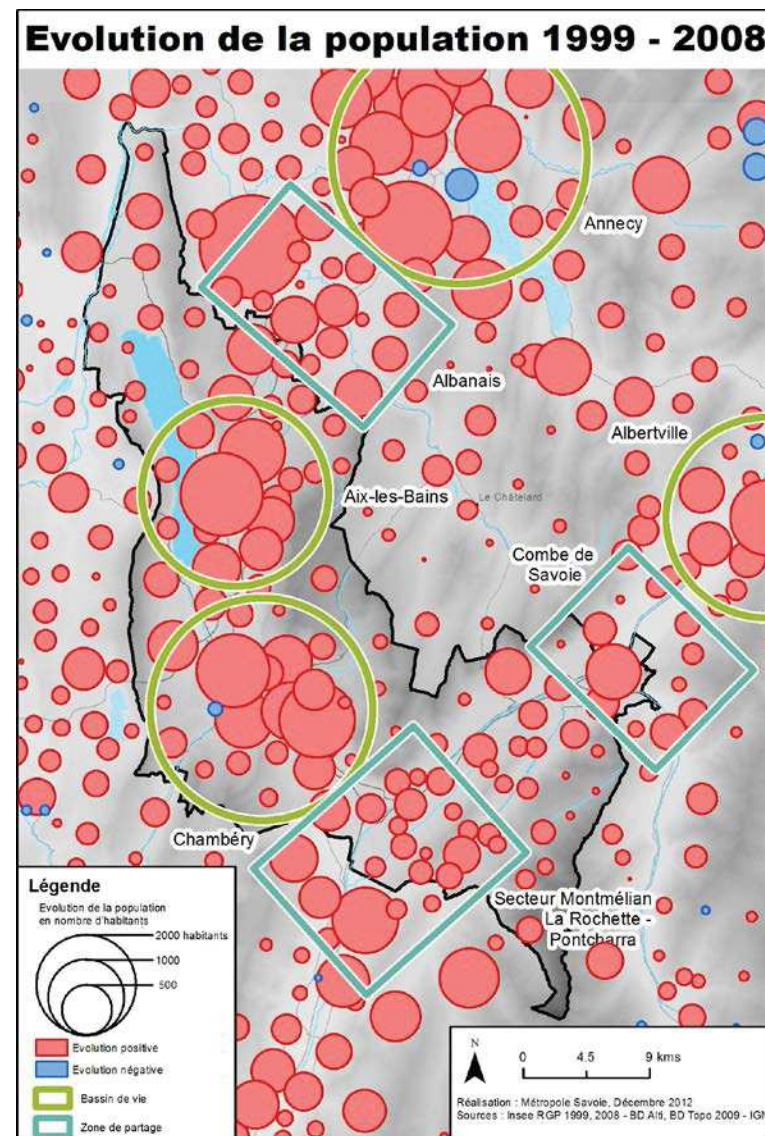 Evolution de la population 1999 - 2008
Annecy
Albanais
Albertville
Aix-les-Bains
Le Châtelard
Combe de
Savoie
Chambéry
Secteur Montmélian
La Rochette -
Pontcharra
Légende
Evolution de la population
en nombre d'habitants
2000 habitants
1000
500
Evolution positive
Evolution négative
Bassin de vie
Zone de partage
N
0 4.5 9 kms
Réalisation : Métropole Savoie, Décembre 2012
Sources : Insee RGP 1999, 2008 - BD Alti, BD Topo 2009 - IGN